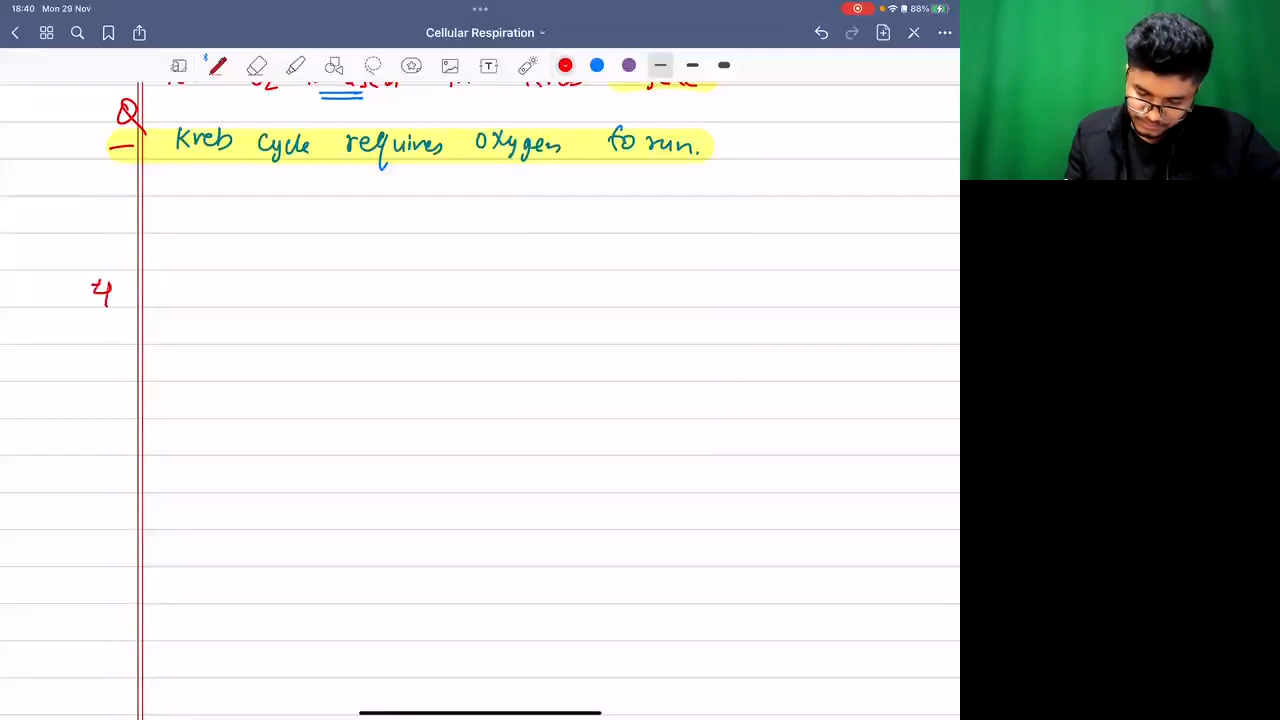 18:40 Mon 29 Nov
88%
Cellular Respiration
T
Q
Kreb Cycle requires Oxygen to run.
4